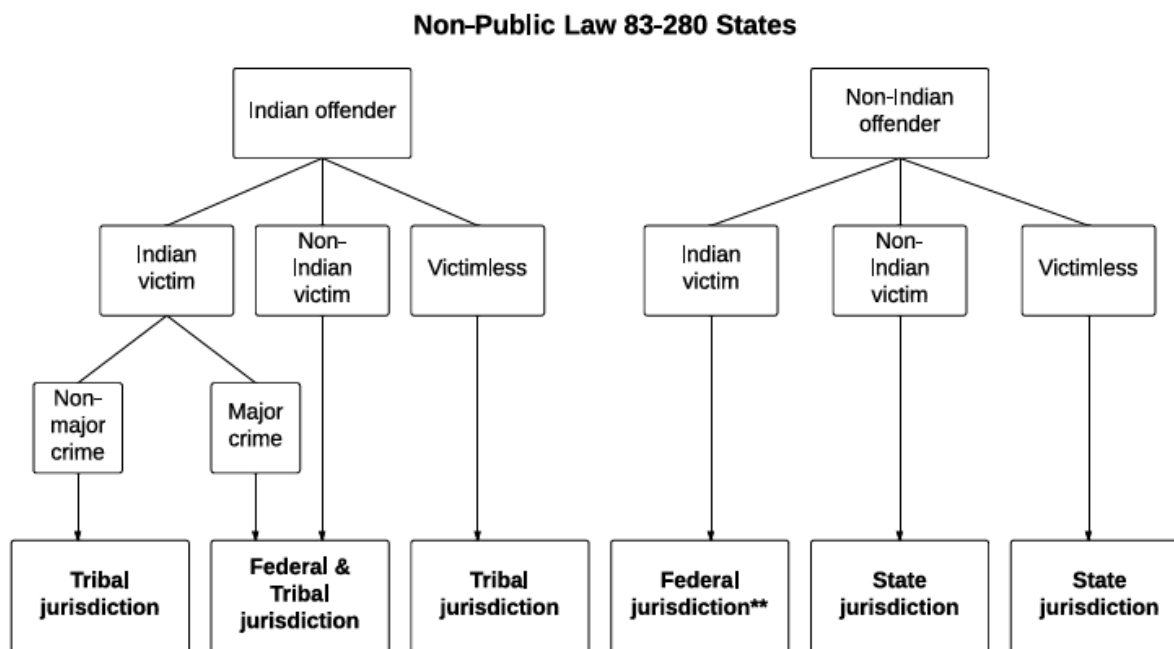 Non-Public Law 83-280 States
Indian offender
Non-Indian
offender
Indian
victim
Non-
Indian
victim
Victimless
Indian
victim
Non-
Indian
victim
Victimless
Non-
major
crime
Major
crime
Tribal
jurisdiction
Federal &
Tribal
jurisdiction
Tribal
jurisdiction
Federal
jurisdiction**
State
jurisdiction
State
jurisdiction